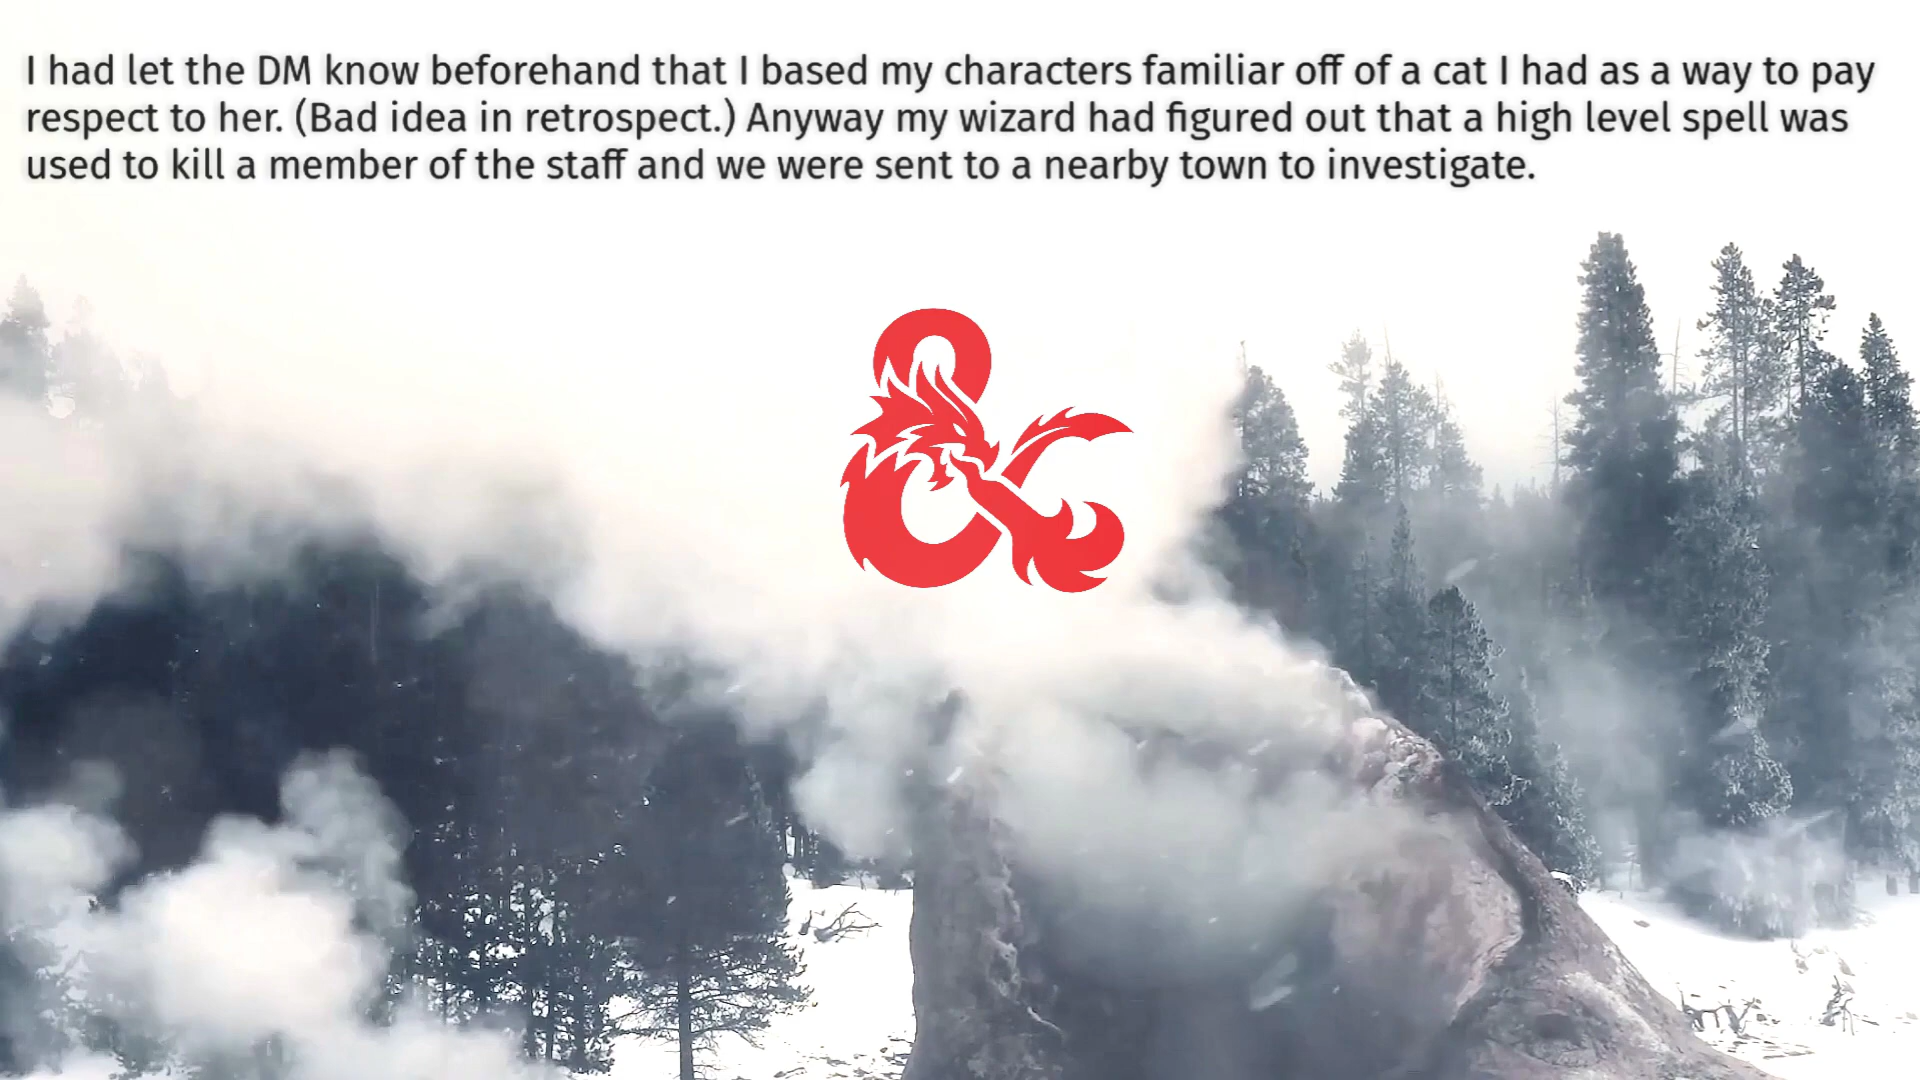 I had let the DM know beforehand that I based my characters familiar off of a cat I had as a way to pay
respect to her. (Bad idea in retrospect.) Anyway my wizard had figured out that a high level spell was
used to kill a member of the staff and we were sent to a nearby town to investigate.